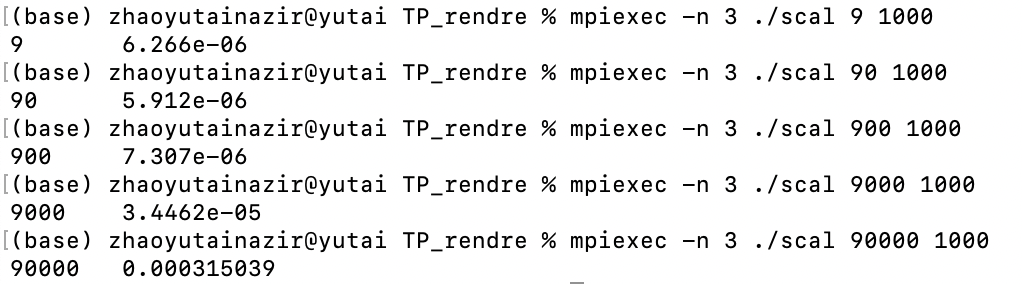 (base) zhaoyutainazir@yutai TP_rendre % mpiexec -n 3 ./scal 9 1000
9 6.266e-06
[(base) zhaoyutainazir@yutai TP_rendre % mpiexec -n 3 ./scal 90 1000
90 5.912e-06
[(base) zhaoyutainazir@yutai TP_rendre % mpiexec -n 3 ./scal 900 1000
900 7.307e-06
[(base) zhaoyutainazir@yutai TP_rendre % mpiexec -n 3 ./scal 9000 1000
9000 3.4462e-05
[(base) zhaoyutainazir@yutai TP_rendre % mpiexec -n 3 ./scal 90000 1000
90000 0.000315039